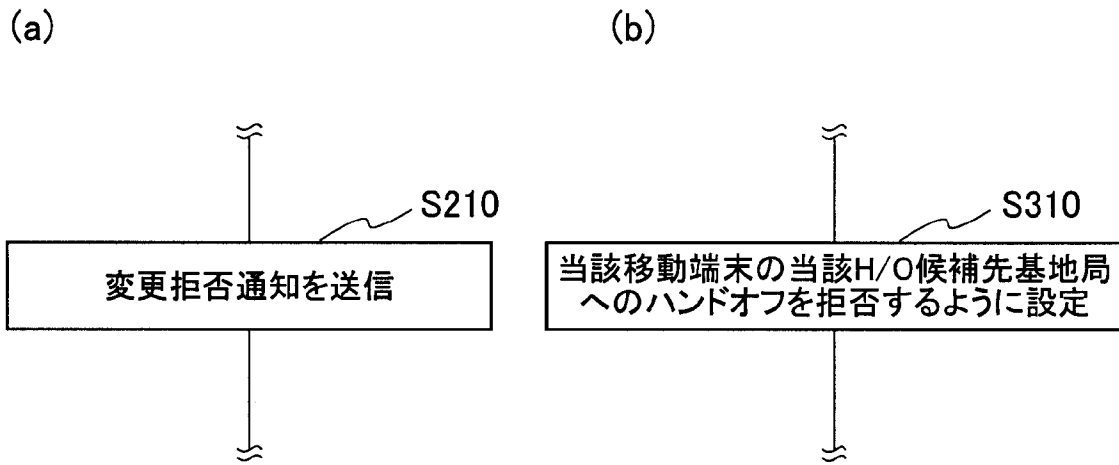 (a)
(b)
S210
変更拒否通知を送信
S310
当該移動端末の当該H/O候補先基地局
へのハンドオフを拒否するように設定